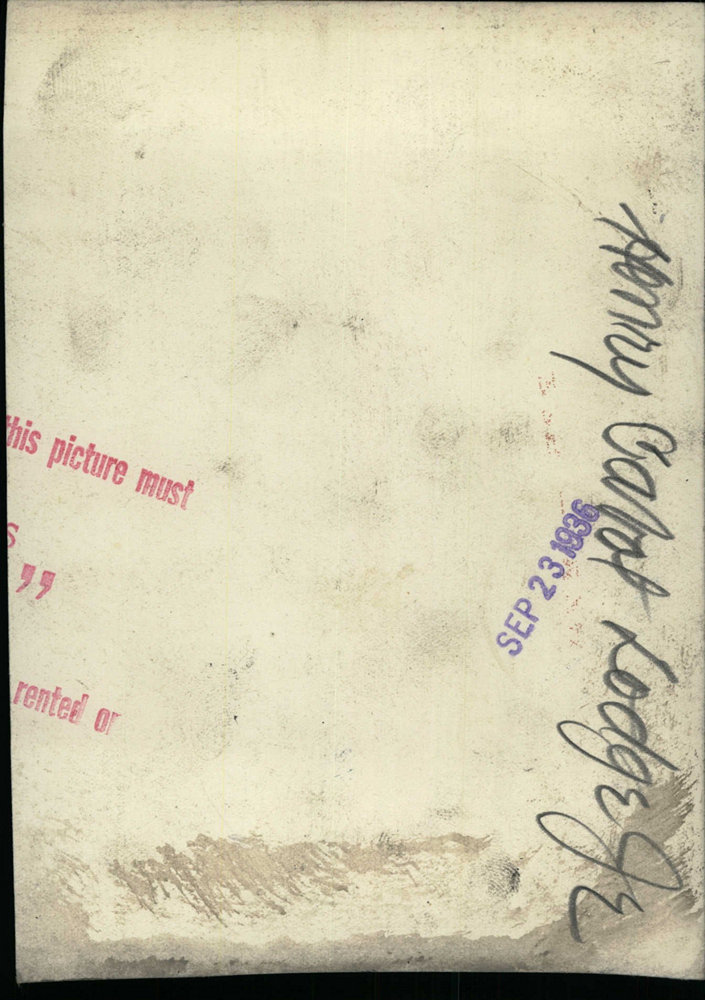 this picture must
s
”
rented or
SEP 23 1936
Henry Cabot Lodge Jr